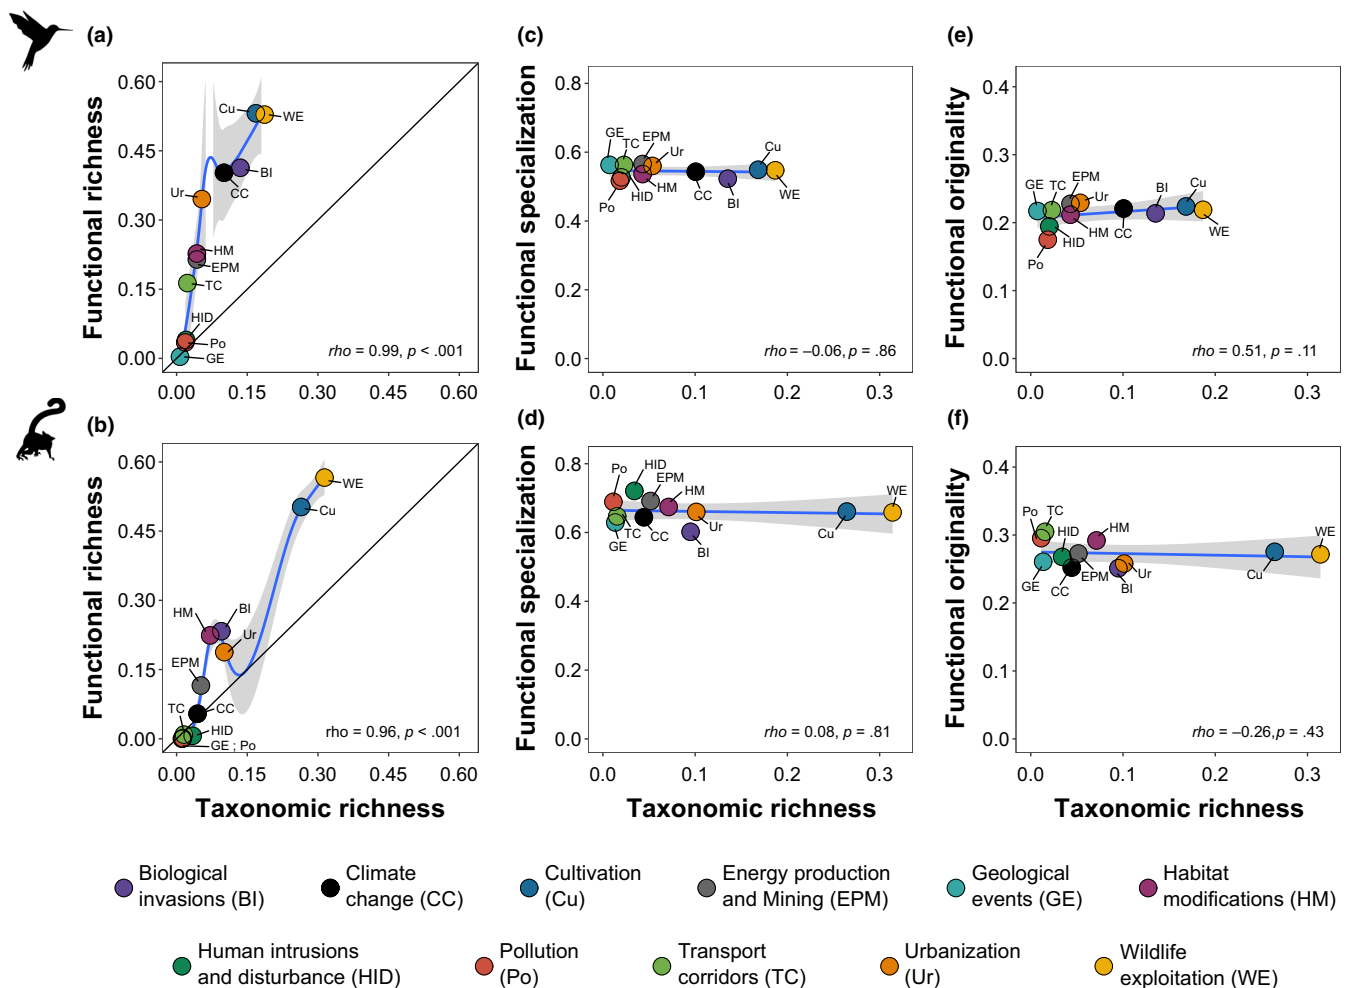 (a)
Functional richness
0.60
0.45
0.30
0.15
0.00
Cu
WE
BI
CC
Ur
HM
EPM
TC
HID
Po
GE
rho = 0.99, p < .001
0.00 0.15 0.30 0.45 0.60
(c)
Functional specialization
0.8
0.6
0.4
0.2
0.0
GE
TC
EPM
Ur
Cu
Po
HID
HM
CC
BI
WE
rho = –0.06, p = .86
0.0 0.1 0.2 0.3
(e)
Functional originality
0.4
0.3
0.2
0.1
0.0
GE
TC
EPM
Ur
BI
Cu
Po
HID
HM
CC
WE
rho = 0.51, p = .11
0.0 0.1 0.2 0.3
(b)
Functional richness
0.60
0.45
0.30
0.15
0.00
WE
Cu
HM
BI
Ur
EPM
TC
CC
HID
GE ; Po
rho = 0.96, p < .001
0.00 0.15 0.30 0.45 0.60
Taxonomic richness
(d)
Functional specialization
0.8
0.6
0.4
0.2
0.0
Po
HID
EPM
HM
WE
GE
TC
CC
Ur
BI
Cu
rho = 0.08, p = .81
0.0 0.1 0.2 0.3
Taxonomic richness
(f)
Functional originality
0.4
0.3
0.2
0.1
0.0
Po
TC
HID
HM
WE
GE
CC
EPM
BI
Ur
Cu
rho = –0.26,p = .43
0.0 0.1 0.2 0.3
Taxonomic richness
Biological
invasions (BI)
Climate
change (CC)
Cultivation
(Cu)
Energy production
and Mining (EPM)
Geological
events (GE)
Habitat
modifications (HM)
Human intrusions
and disturbance (HID)
Pollution
(Po)
Transport
corridors (TC)
Urbanization
(Ur)
Wildlife
exploitation (WE)